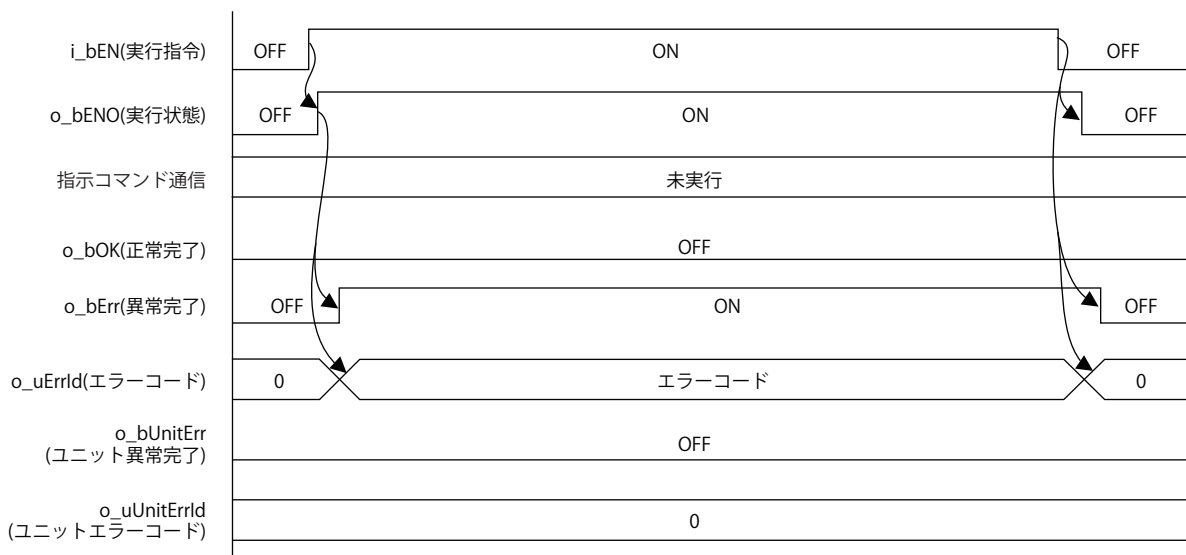 i_bEN(実行指令) OFF ON OFF
o_bENO(実行状態) OFF ON OFF
指示コマンド通信 未実行
o_bOK(正常完了) OFF
o_bErr(異常完了) OFF ON OFF
o_uErrId(エラーコード) 0 エラーコード 0
o_bUnitErr
(ユニット異常完了) OFF
o_uUnitErrId
(ユニットエラーコード) 0